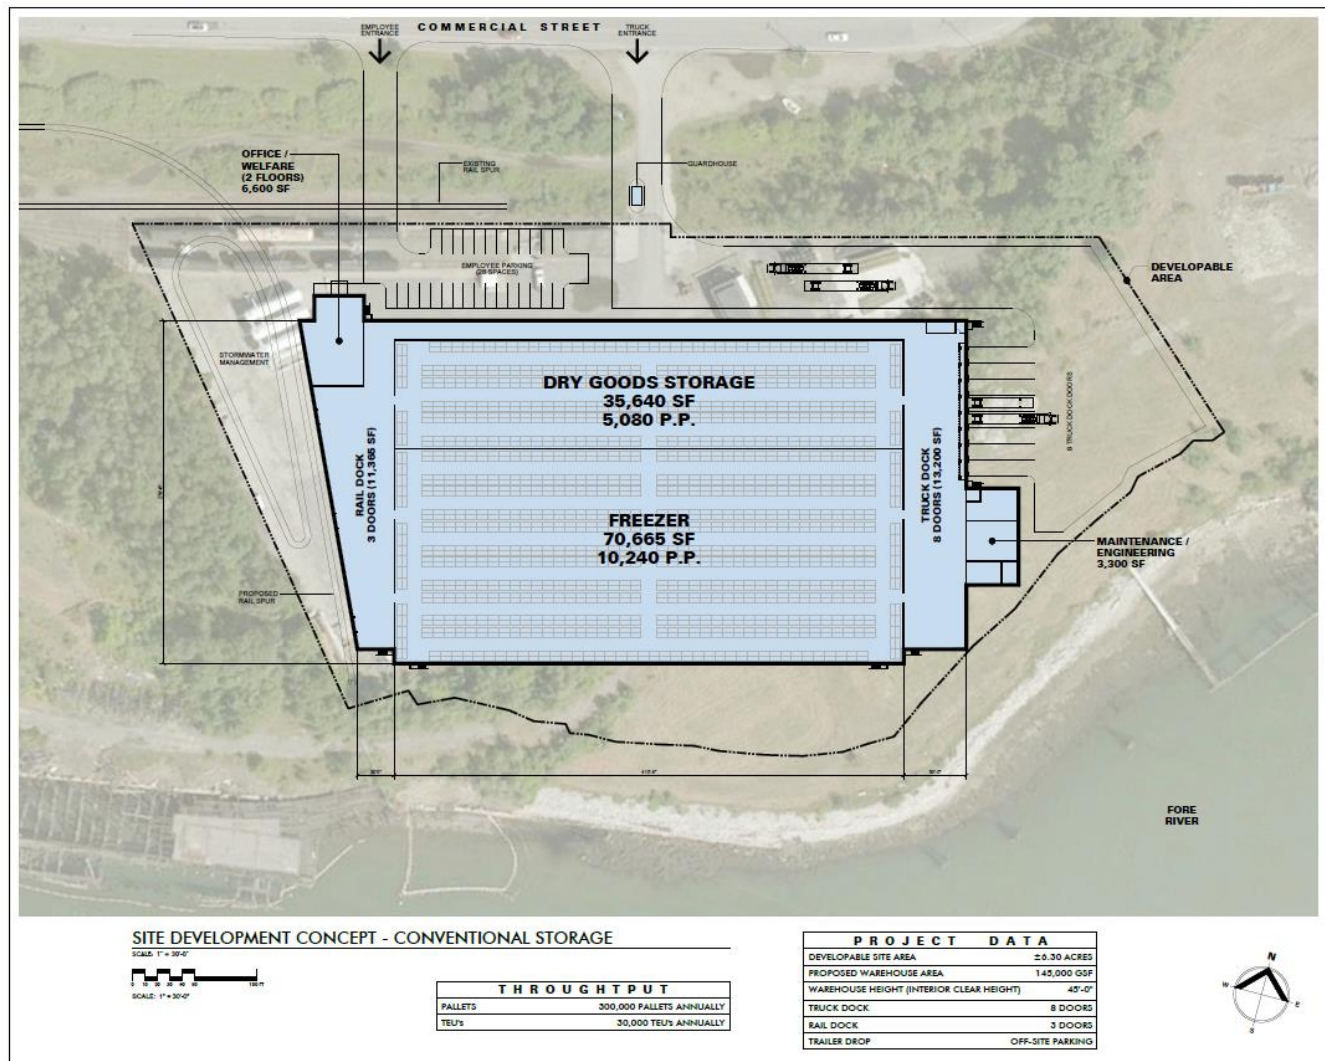 EMPLOYEE
ENTRANCE
COMMERCIAL STREET
TRUCK
ENTRANCE
OFFICE /
WELFARE
(2 FLOORS)
6,600 SF
EXISTING
RAIL SPUR
GUARDHOUSE
EMPLOYEE PARKING
(28 SPACES)
DEVELOPABLE
AREA
STORMWATER
MANAGEMENT
DRY GOODS STORAGE
35,640 SF
5,080 P.P.
8 TRUCK DOCK DOORS
RAIL DOCK
3 DOORS (11,365 SF)
TRUCK DOCK
8 DOORS (13,200 SF)
FREEZER
70,665 SF
10,240 P.P.
MAINTENANCE /
ENGINEERING
3,300 SF
PROPOSED
RAIL SPUR
FORE
RIVER
SITE DEVELOPMENT CONCEPT - CONVENTIONAL STORAGE
SCALE: 1" = 30'-0"
SCALE: 1" = 30'-0"
THROUGHTPUT
PALLETS 300,000 PALLETS ANNUALLY
TEU's 30,000 TEU's ANNUALLY
PROJECT DATA
DEVELOPABLE SITE AREA ±6.30 ACRES
PROPOSED WAREHOUSE AREA 145,000 GSF
WAREHOUSE HEIGHT (INTERIOR CLEAR HEIGHT) 45'-0"
TRUCK DOCK 8 DOORS
RAIL DOCK 3 DOORS
TRAILER DROP OFF-SITE PARKING
N
W
E
S